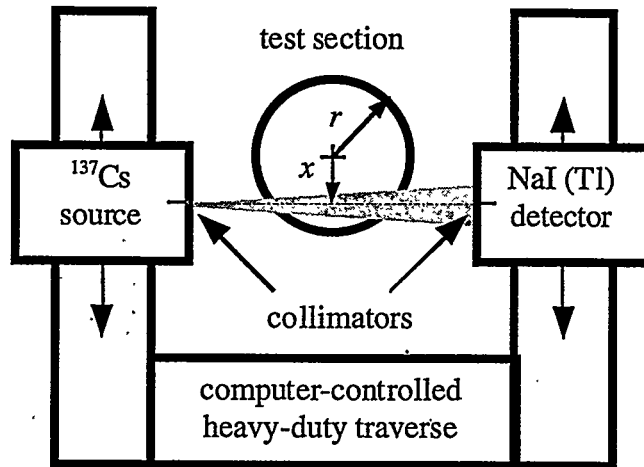 test section
r
x
¹³⁷Cs
source
NaI (Tl)
detector
collimators
computer-controlled
heavy-duty traverse